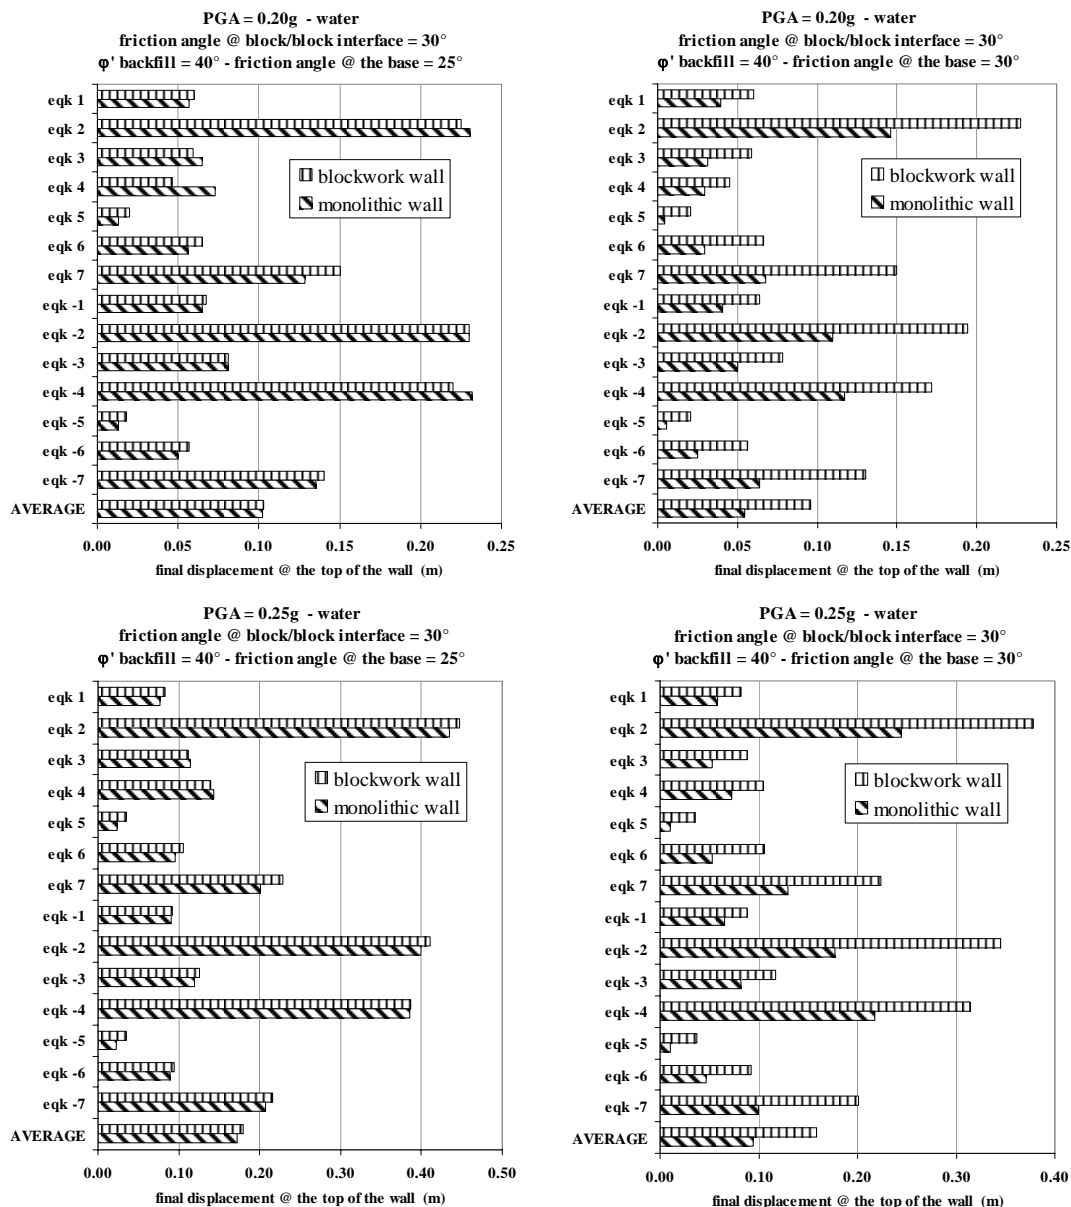 PGA = 0.20g - water
friction angle @ block/block interface = 30°
φ' backfill = 40° - friction angle @ the base = 25°
eqk 1
eqk 2
eqk 3
eqk 4
eqk 5
eqk 6
eqk 7
eqk -1
eqk -2
eqk -3
eqk -4
eqk -5
eqk -6
eqk -7
AVERAGE
blockwork wall
monolithic wall
0.00 0.05 0.10 0.15 0.20 0.25
final displacement @ the top of the wall (m)
PGA = 0.20g - water
friction angle @ block/block interface = 30°
φ' backfill = 40° - friction angle @ the base = 30°
eqk 1
eqk 2
eqk 3
eqk 4
eqk 5
eqk 6
eqk 7
eqk -1
eqk -2
eqk -3
eqk -4
eqk -5
eqk -6
eqk -7
AVERAGE
blockwork wall
monolithic wall
0.00 0.05 0.10 0.15 0.20 0.25
final displacement @ the top of the wall (m)
PGA = 0.25g - water
friction angle @ block/block interface = 30°
φ' backfill = 40° - friction angle @ the base = 25°
eqk 1
eqk 2
eqk 3
eqk 4
eqk 5
eqk 6
eqk 7
eqk -1
eqk -2
eqk -3
eqk -4
eqk -5
eqk -6
eqk -7
AVERAGE
blockwork wall
monolithic wall
0.00 0.10 0.20 0.30 0.40 0.50
final displacement @ the top of the wall (m)
PGA = 0.25g - water
friction angle @ block/block interface = 30°
φ' backfill = 40° - friction angle @ the base = 30°
eqk 1
eqk 2
eqk 3
eqk 4
eqk 5
eqk 6
eqk 7
eqk -1
eqk -2
eqk -3
eqk -4
eqk -5
eqk -6
eqk -7
AVERAGE
blockwork wall
monolithic wall
0.00 0.10 0.20 0.30 0.40
final displacement @ the top of the wall (m)